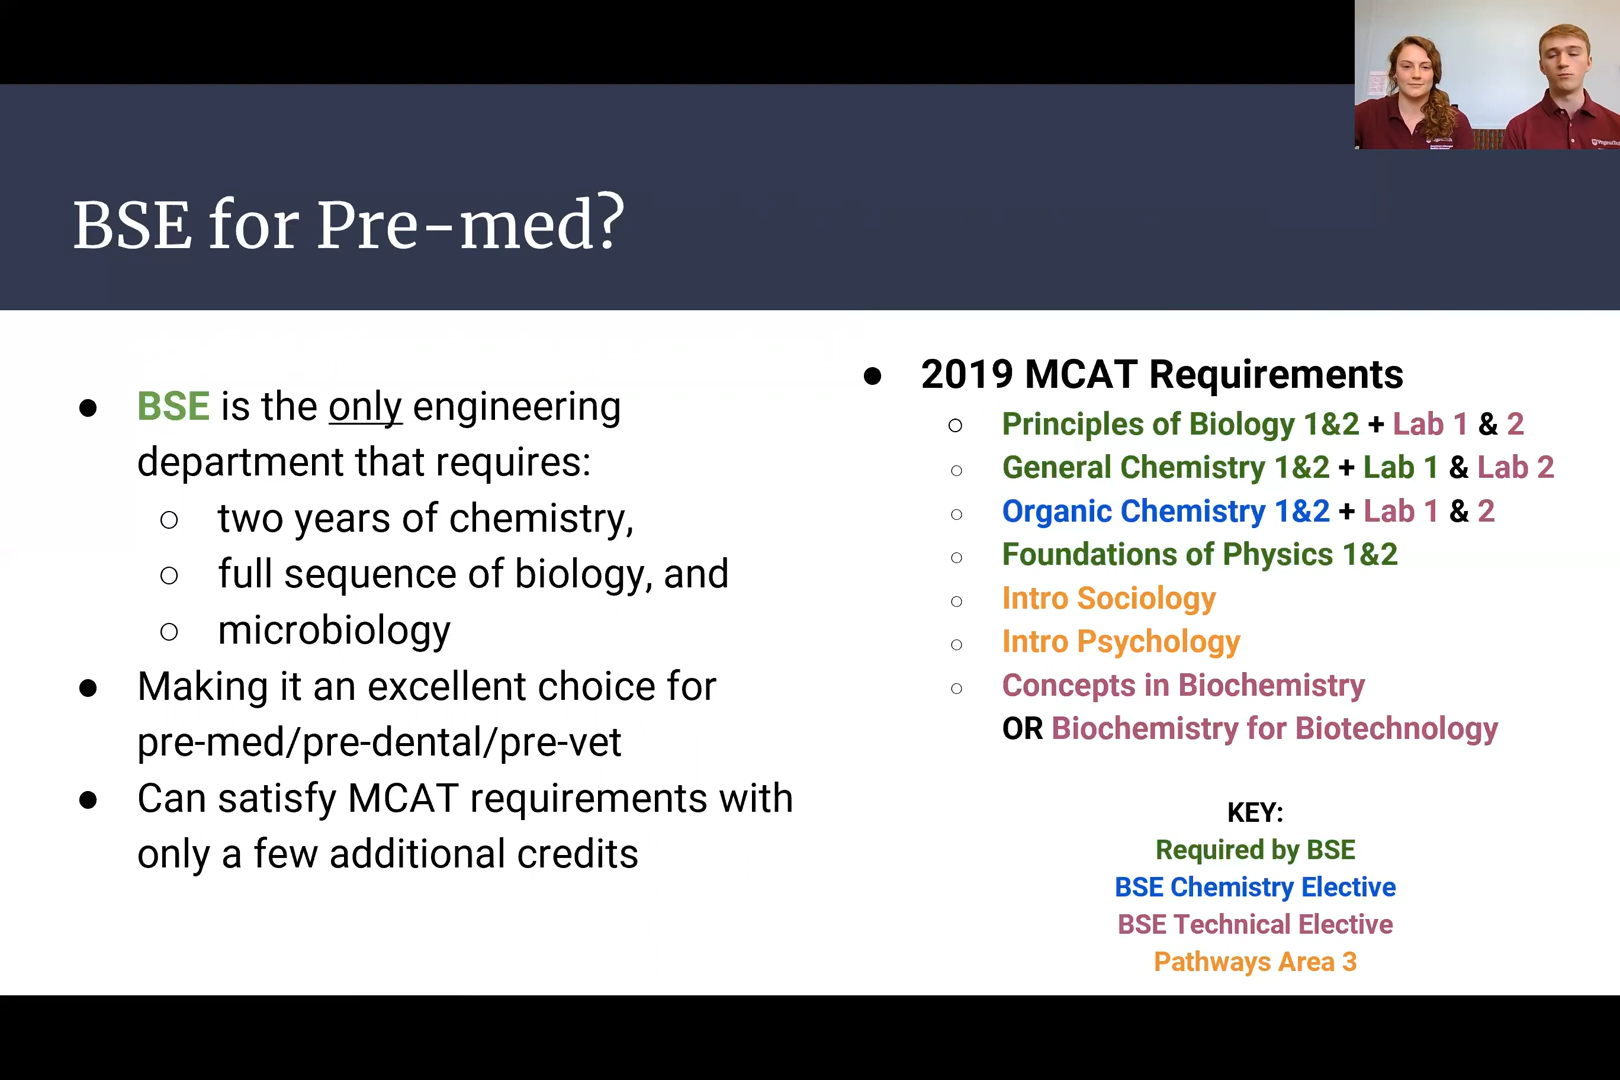 BSE for Pre-med?
● BSE is the only engineering
department that requires:
○ two years of chemistry,
○ full sequence of biology, and
○ microbiology
● Making it an excellent choice for
pre-med/pre-dental/pre-vet
● Can satisfy MCAT requirements with
only a few additional credits
● 2019 MCAT Requirements
○ Principles of Biology 1&2 + Lab 1 & 2
○ General Chemistry 1&2 + Lab 1 & Lab 2
○ Organic Chemistry 1&2 + Lab 1 & 2
○ Foundations of Physics 1&2
○ Intro Sociology
○ Intro Psychology
○ Concepts in Biochemistry
OR Biochemistry for Biotechnology
KEY:
Required by BSE
BSE Chemistry Elective
BSE Technical Elective
Pathways Area 3